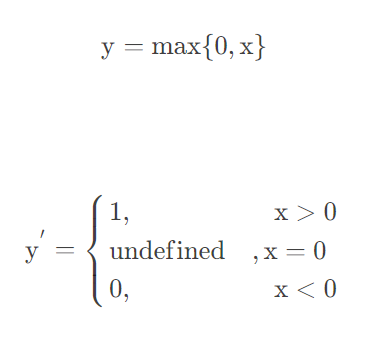 y = max{0, x}
1, x > 0
y′ = { undefined , x = 0
0, x < 0